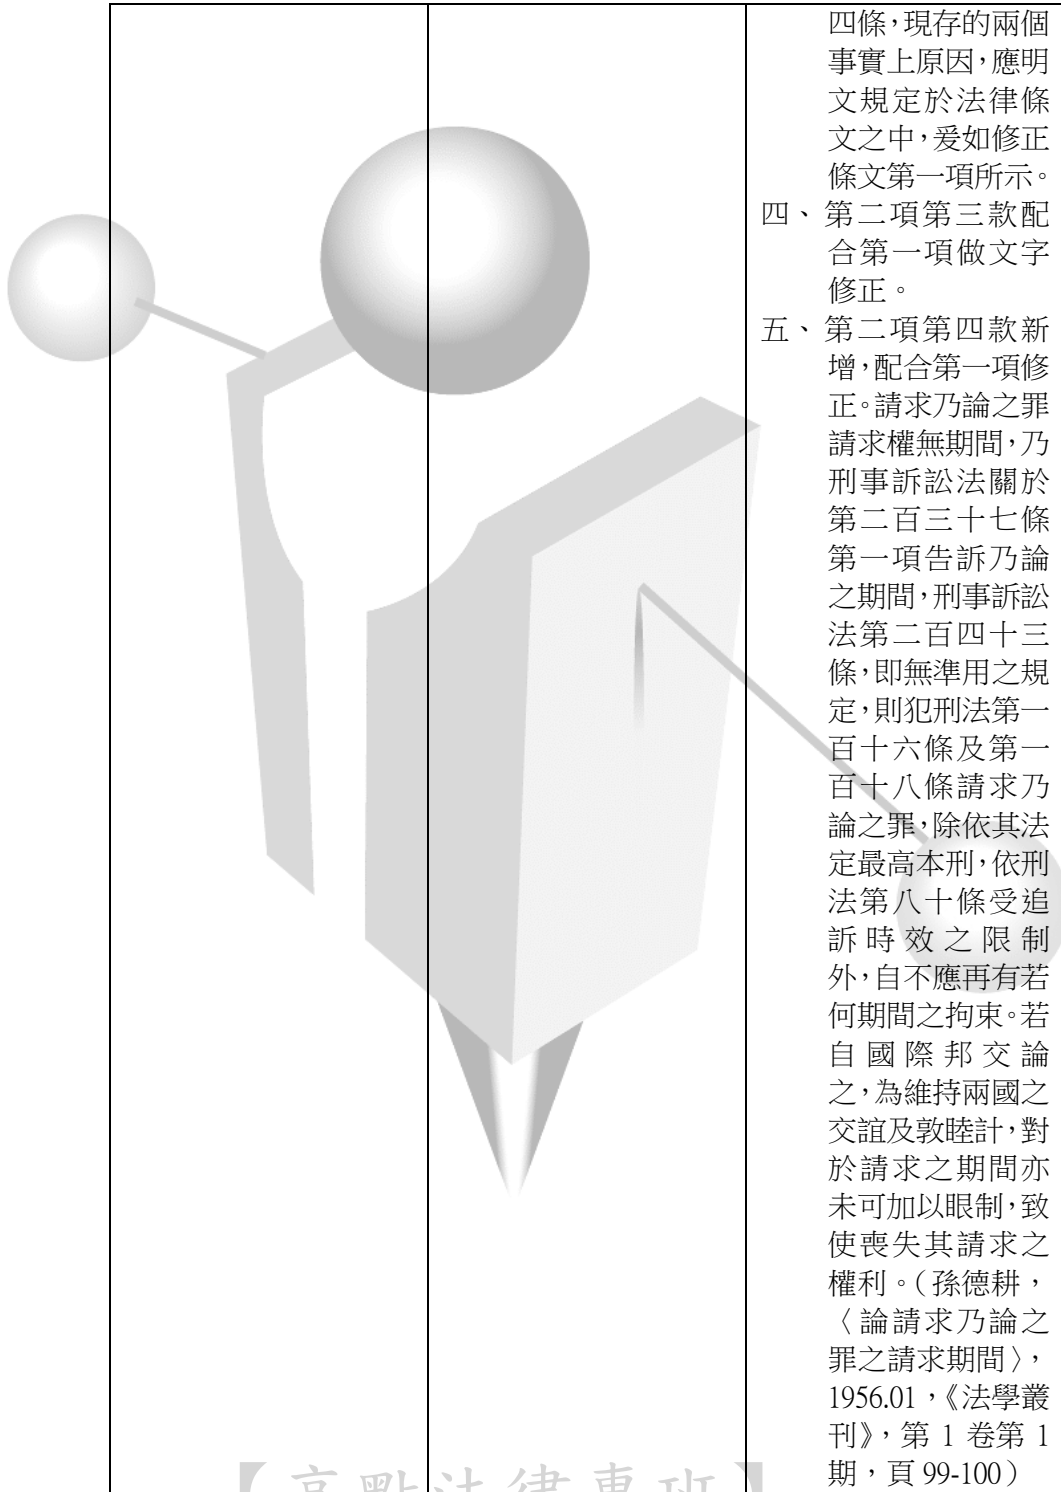 四條，現存的兩個
事實上原因，應明
文規定於法律條
文之中，爰如修正
條文第一項所示。
四、第二項第三款配
合第一項做文字
修正。
五、第二項第四款新
增，配合第一項修
正。請求乃論之罪
請求權無期間，乃
刑事訴訟法關於
第二百三十七條
第一項告訴乃論
之期間，刑事訴訟
法第二百四十三
條，即無準用之規
定，則犯刑法第一
百十六條及第一
百十八條請求乃
論之罪，除依其法
定最高本刑，依刑
法第八十條受追
訴時效之限制
外，自不應再有若
何期間之拘束。若
自國際邦交論
之，為維持兩國之
交誼及敦睦計，對
於請求之期間亦
未可加以眼制，致
使喪失其請求之
權利。（孫德耕，
〈論請求乃論之
罪之請求期間〉，
1956.01，《法學叢
刊》，第 1 卷第 1
期，頁 99-100）
【高點法律專班】